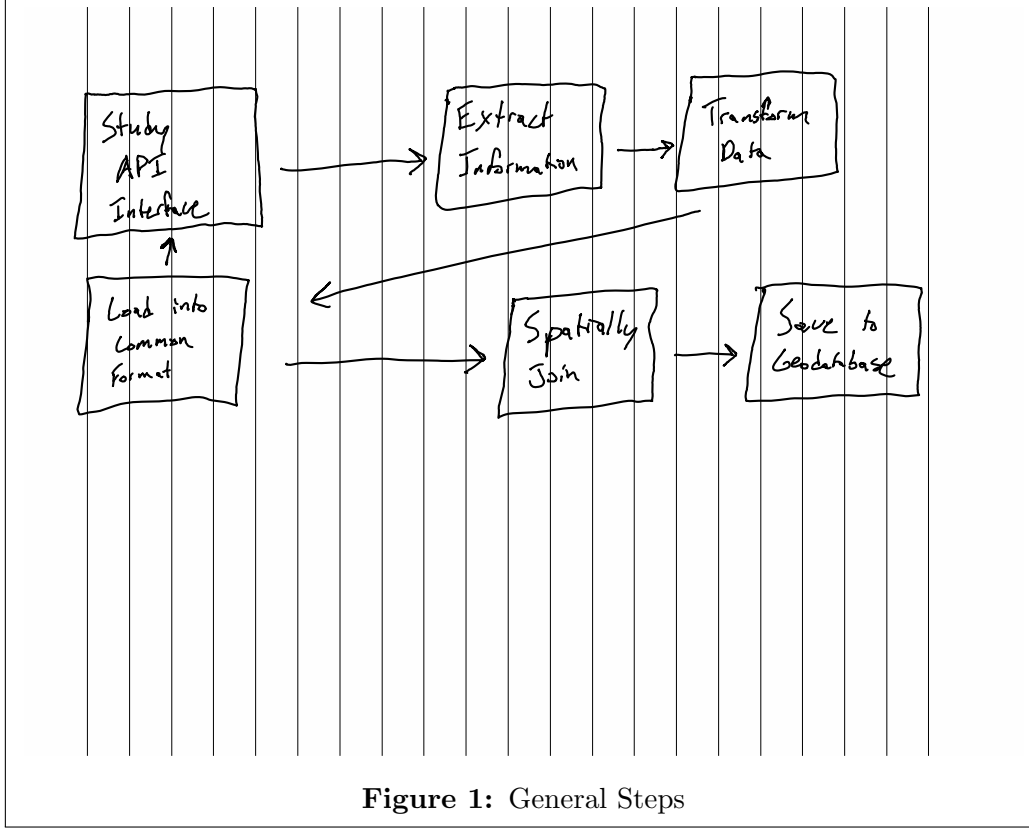 Study
API
Interface
Extract
Information
Transform
Data
Load into
Common
Format
Spatially
Join
Save to
Geodatabase
Figure 1: General Steps